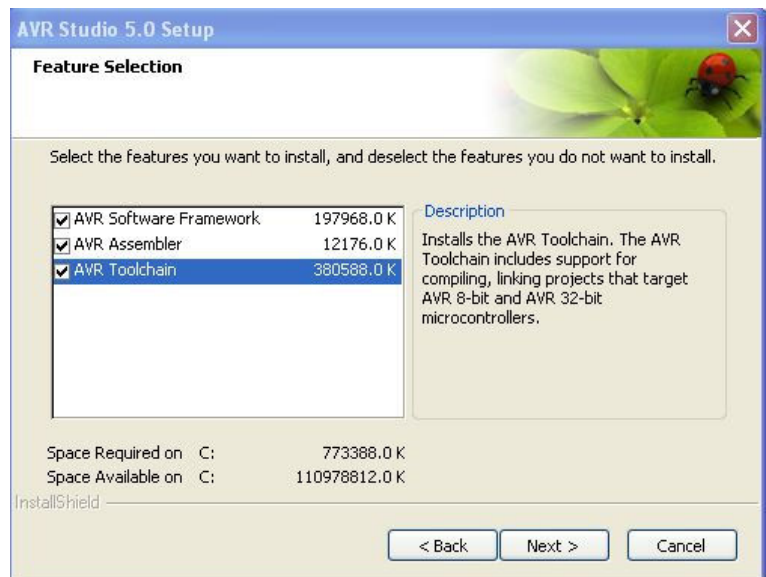 AVR Studio 5.0 Setup
Feature Selection
Select the features you want to install, and deselect the features you do not want to install.
AVR Software Framework 197968.0 K
AVR Assembler 12176.0 K
AVR Toolchain 380588.0 K
Description
Installs the AVR Toolchain. The AVR
Toolchain includes support for
compiling, linking projects that target
AVR 8-bit and AVR 32-bit
microcontrollers.
Space Required on C: 773388.0 K
Space Available on C: 110978812.0 K
InstallShield
< Back Next > Cancel